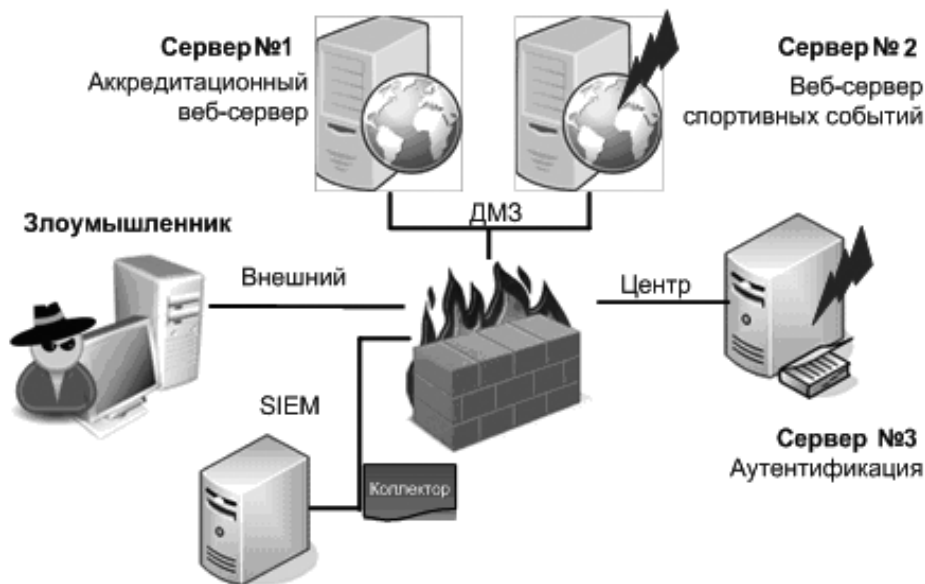 Сервер №1
Аккредитационный
веб-сервер
Сервер № 2
Веб-сервер
спортивных событий
ДМЗ
Злоумышленник
Внешний
Центр
SIEM
Коллектор
Сервер №3
Аутентификация